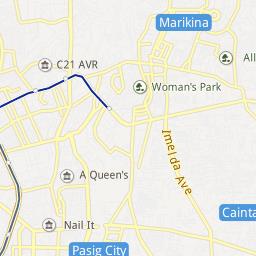 Marikina
C21 AVR
All
Woman's Park
Imelda Ave
A Queen's
Cainta
Nail It
Pasig City